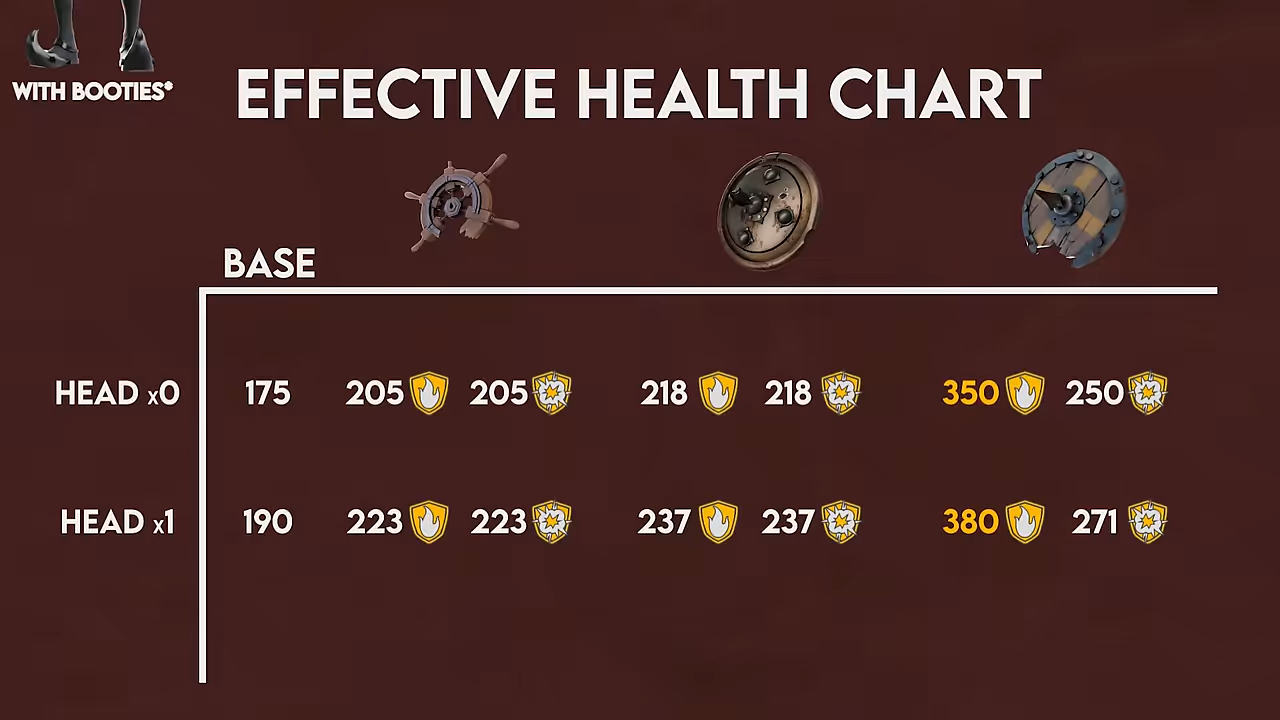 WITH BOOTIES®
EFFECTIVE HEALTH CHART
BASE
HEAD x0 175 205 205 218 218 350 250
HEAD x1 190 223 223 237 237 380 271